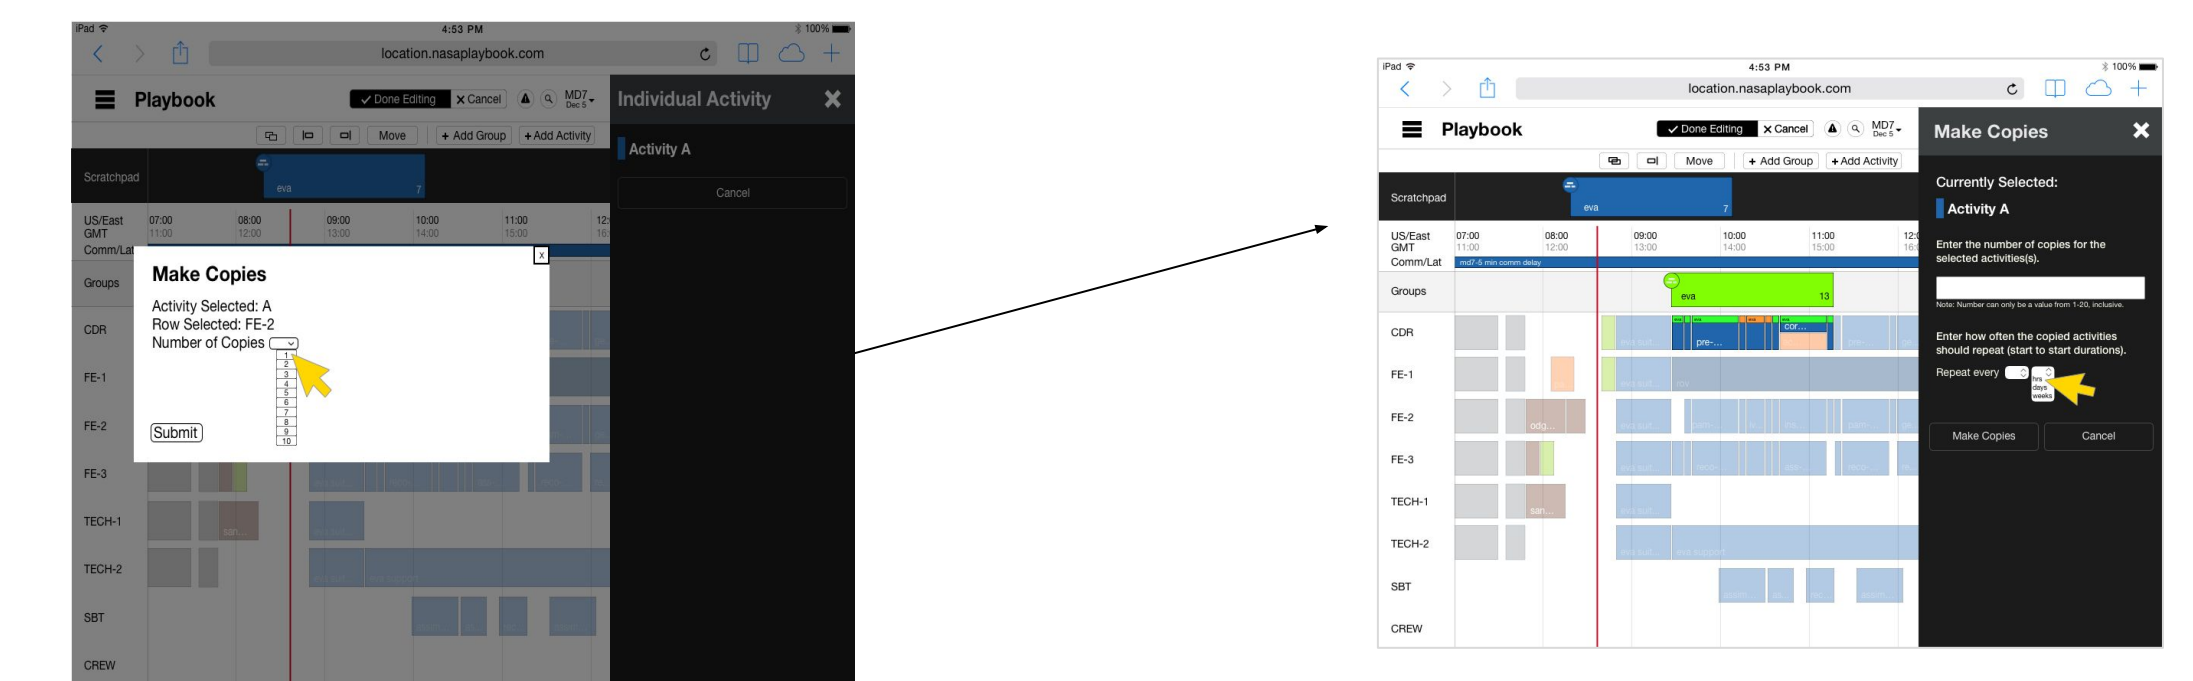 iPad
4:53 PM
100%
location.nasaplaybook.com
Playbook
Done Editing
X Cancel
MD7
Dec 5
Individual Activity
Move
+ Add Group
+ Add Activity
Activity A
Cancel
Scratchpad
eva
7
US/East
07:00 08:00 09:00 10:00 11:00 12:
GMT
11:00 12:00 13:00 14:00 15:00 16:
Comm/Lat
x
Make Copies
Activity Selected: A
Row Selected: FE-2
Number of Copies
1
2
3
4
5
6
7
8
9
10
Submit
Groups
CDR
FE-1
FE-2
FE-3
TECH-1
san...
TECH-2
SBT
CREW
iPad
4:53 PM
100%
location.nasaplaybook.com
Playbook
Done Editing
X Cancel
MD7
Dec 5
Make Copies
Move
+ Add Group
+ Add Activity
Scratchpad
eva
7
US/East
07:00 08:00 09:00 10:00 11:00 12:0
GMT
11:00 12:00 13:00 14:00 15:00
Comm/Lat
md7-5 min comm delay
Groups
eva
13
CDR
pre-...
cor...
FE-1
FE-2
odg...
FE-3
TECH-1
san...
TECH-2
eva support
SBT
CREW
Currently Selected:
Activity A
Enter the number of copies for the
selected activities(s).
Note: Number can only be a value from 1-20, inclusive.
Enter how often the copied activities
should repeat (start to start durations).
Repeat every
hrs
days
weeks
Make Copies
Cancel